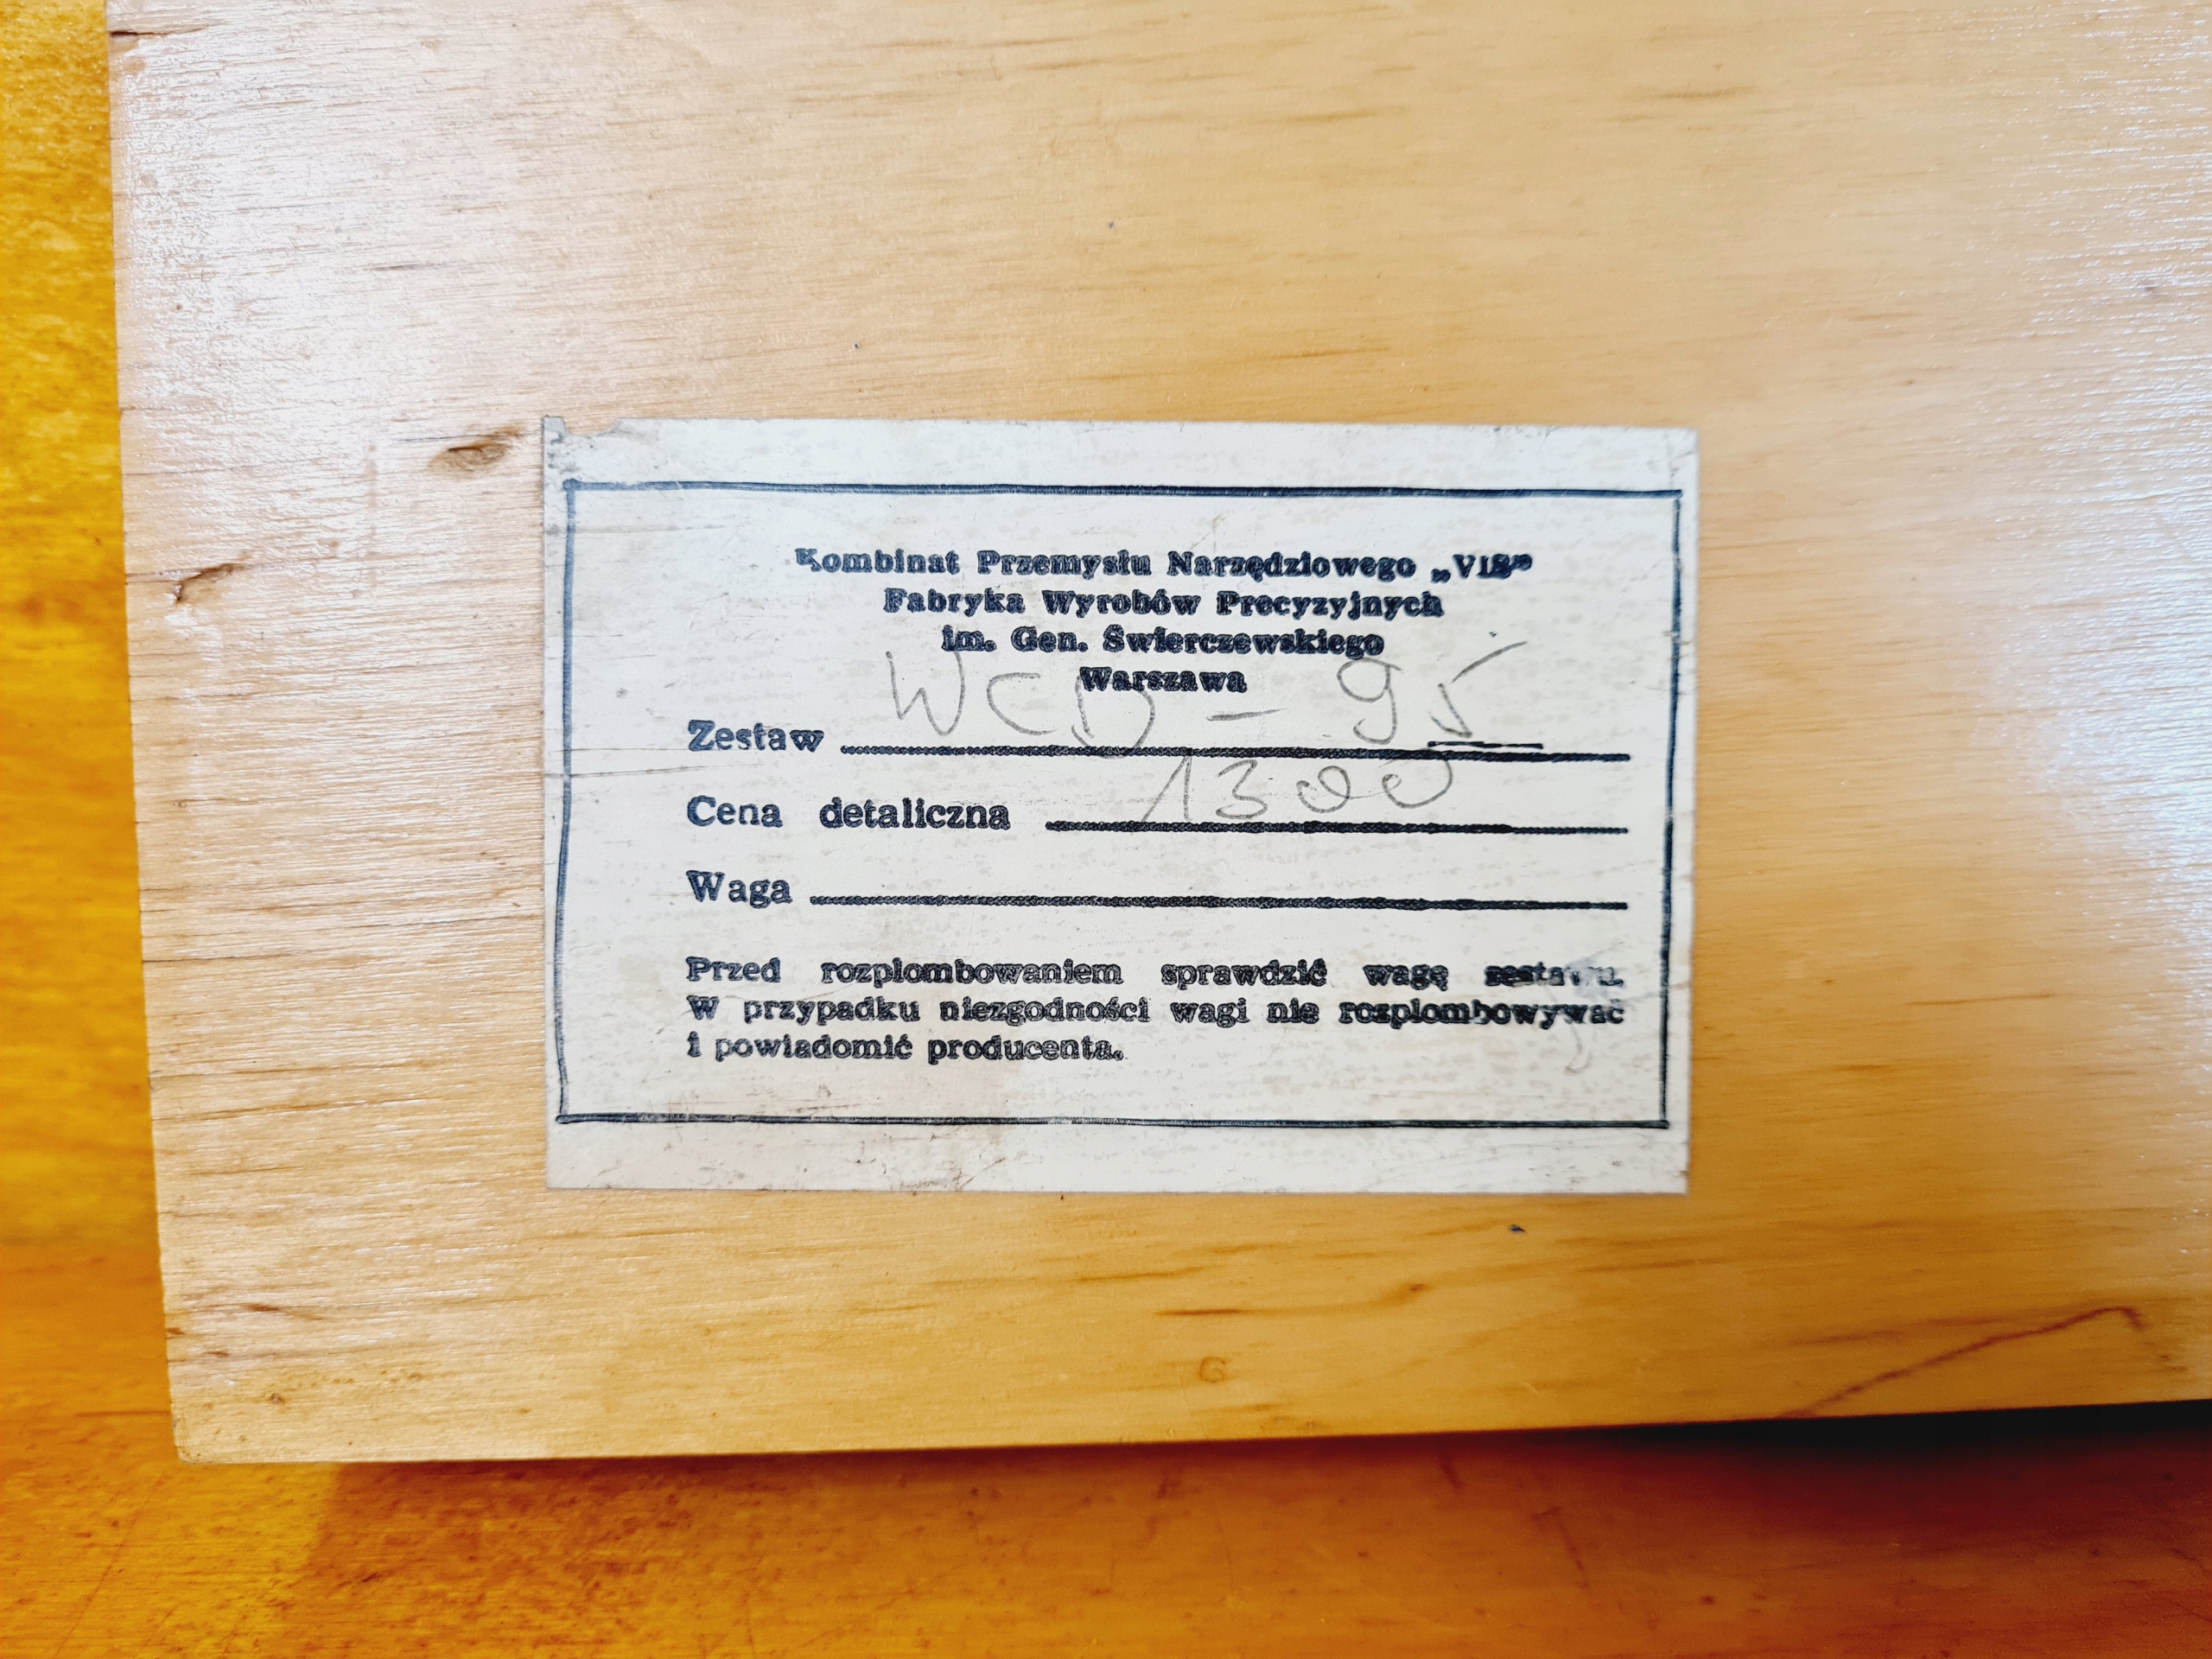 Kombinat Przemysłu Narzędziowego „VIS”
Fabryka Wyrobów Precyzyjnych
im. Gen. Świerczewskiego
Warszawa
Zestaw WCD - 95
Cena detaliczna 1300
Waga
Przed rozplombowaniem sprawdzić wagę zestawu.
W przypadku niezgodności wagi nie rozplombowywać
i powiadomić producenta.